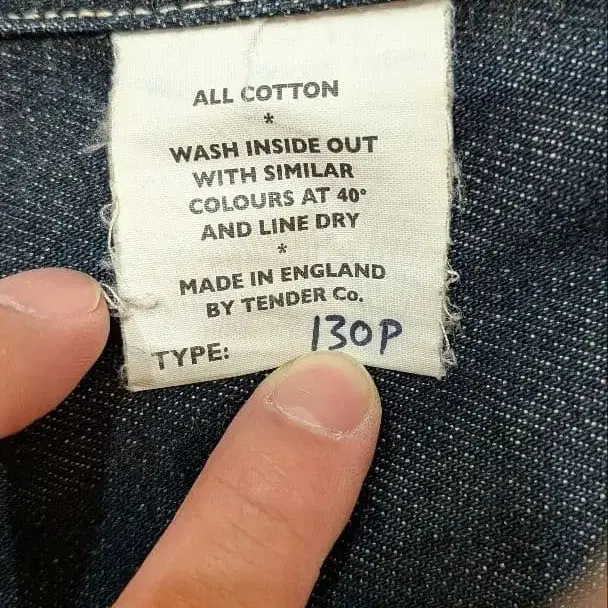 ALL COTTON
*
WASH INSIDE OUT
WITH SIMILAR
COLOURS AT 40°
AND LINE DRY
*
MADE IN ENGLAND
BY TENDER Co.
TYPE: 130P